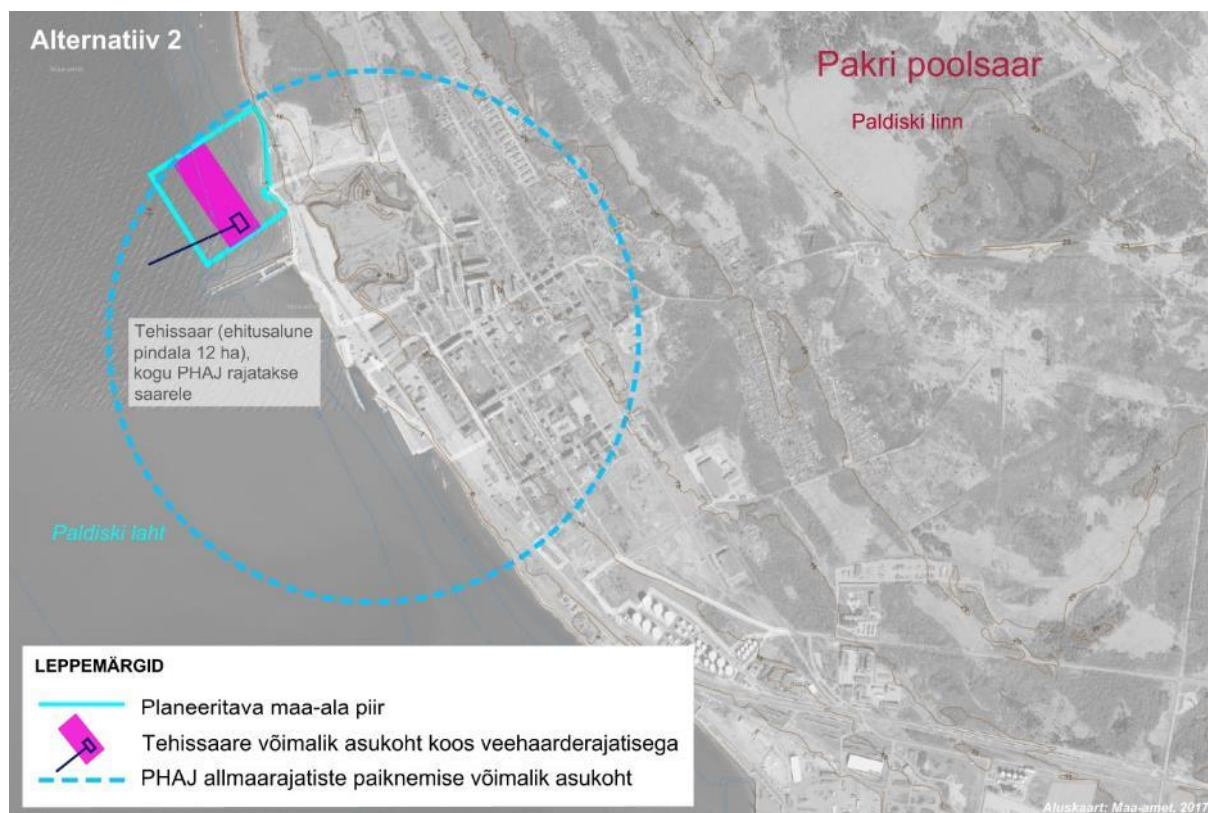 Alternatiiv 2
Pakri poolsaar
Paldiski linn
Tehissaar (ehitusalune
pindala 12 ha),
kogu PHAJ rajatakse
saarele
Paldiski laht
LEPPEMÄRGID
Planeeritava maa-ala piir
Tehissaare võimalik asukoht koos veehaarderajatisega
PHAJ allmaarajatiste paiknemise võimalik asukoht
Aluskaart: Maa-amet, 2017